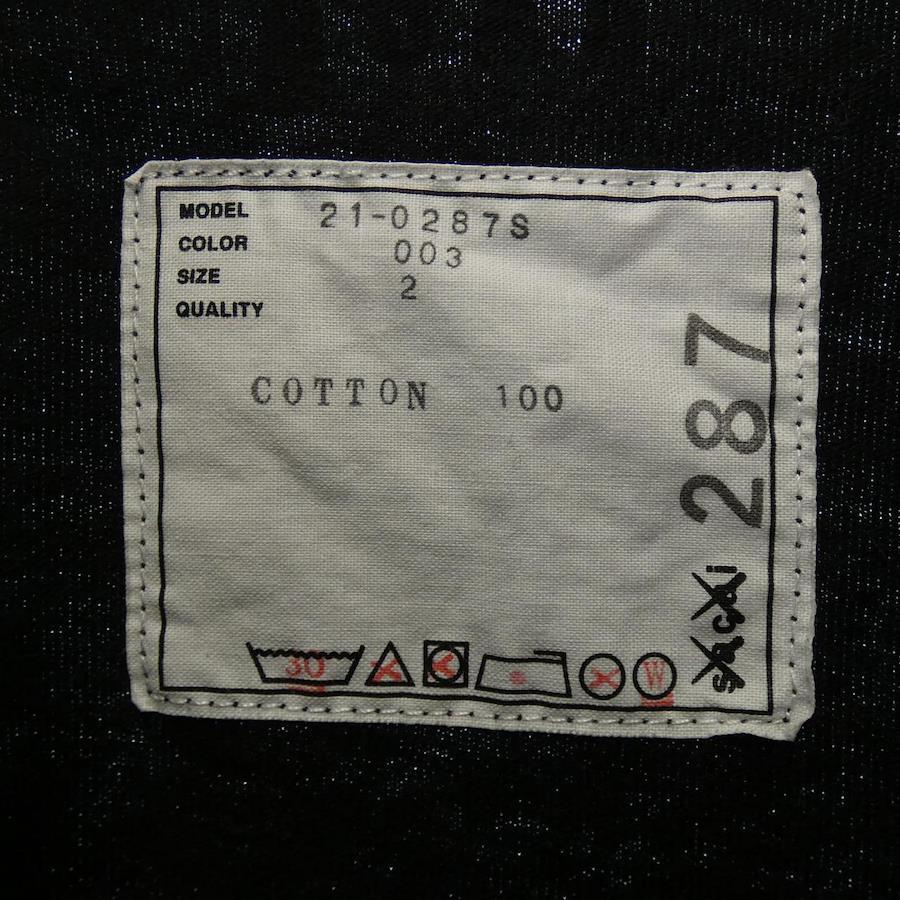 MODEL 21-0287S
COLOR 003
SIZE 2
QUALITY
COTTON 100
287
sacai
30
W